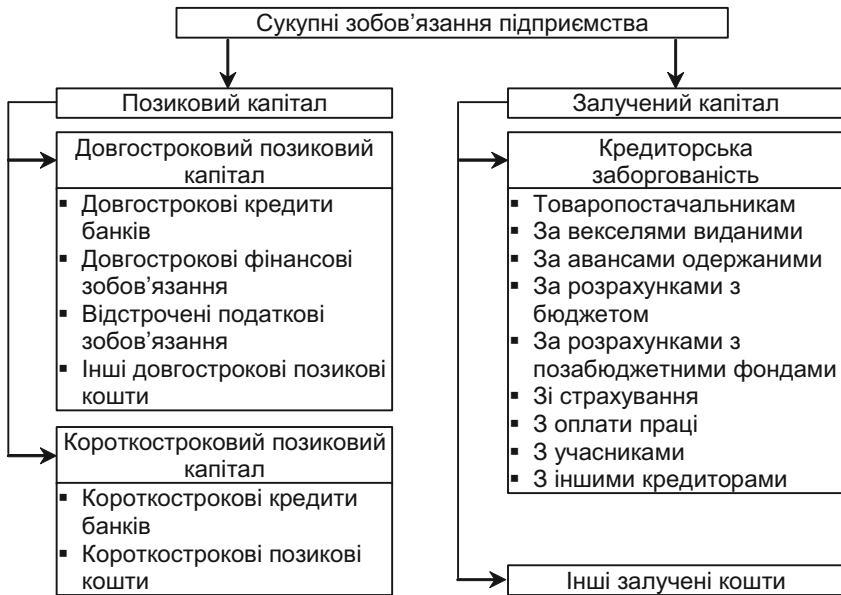 Сукупні зобов’язання підприємства
Позиковий капітал
Довгостроковий позиковий
капітал
▪ Довгострокові кредити
банків
▪ Довгострокові фінансові
зобов’язання
▪ Відстрочені податкові
зобов’язання
▪ Інші довгострокові позикові
кошти
Короткостроковий позиковий
капітал
▪ Короткострокові кредити
банків
▪ Короткострокові позикові
кошти
Залучений капітал
Кредиторська
заборгованість
▪ Товаропостачальникам
▪ За векселями виданими
▪ За авансами одержаними
▪ За розрахунками з
бюджетом
▪ За розрахунками з
позабюджетними фондами
▪ Зі страхування
▪ З оплати праці
▪ З учасниками
▪ З іншими кредиторами
Інші залучені кошти